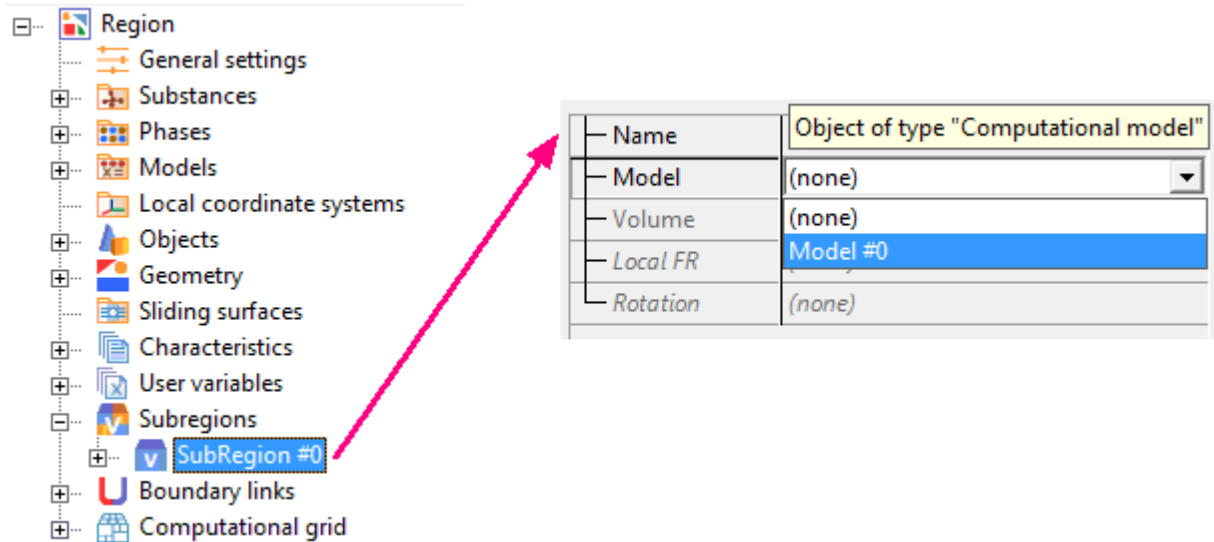 Region
General settings
Substances
Phases
Models
Local coordinate systems
Objects
Geometry
Sliding surfaces
Characteristics
User variables
Subregions
SubRegion #0
Boundary links
Computational grid
Name
Object of type "Computational model"
Model (none)
Volume (none)
Model #0
Local FR
Rotation (none)